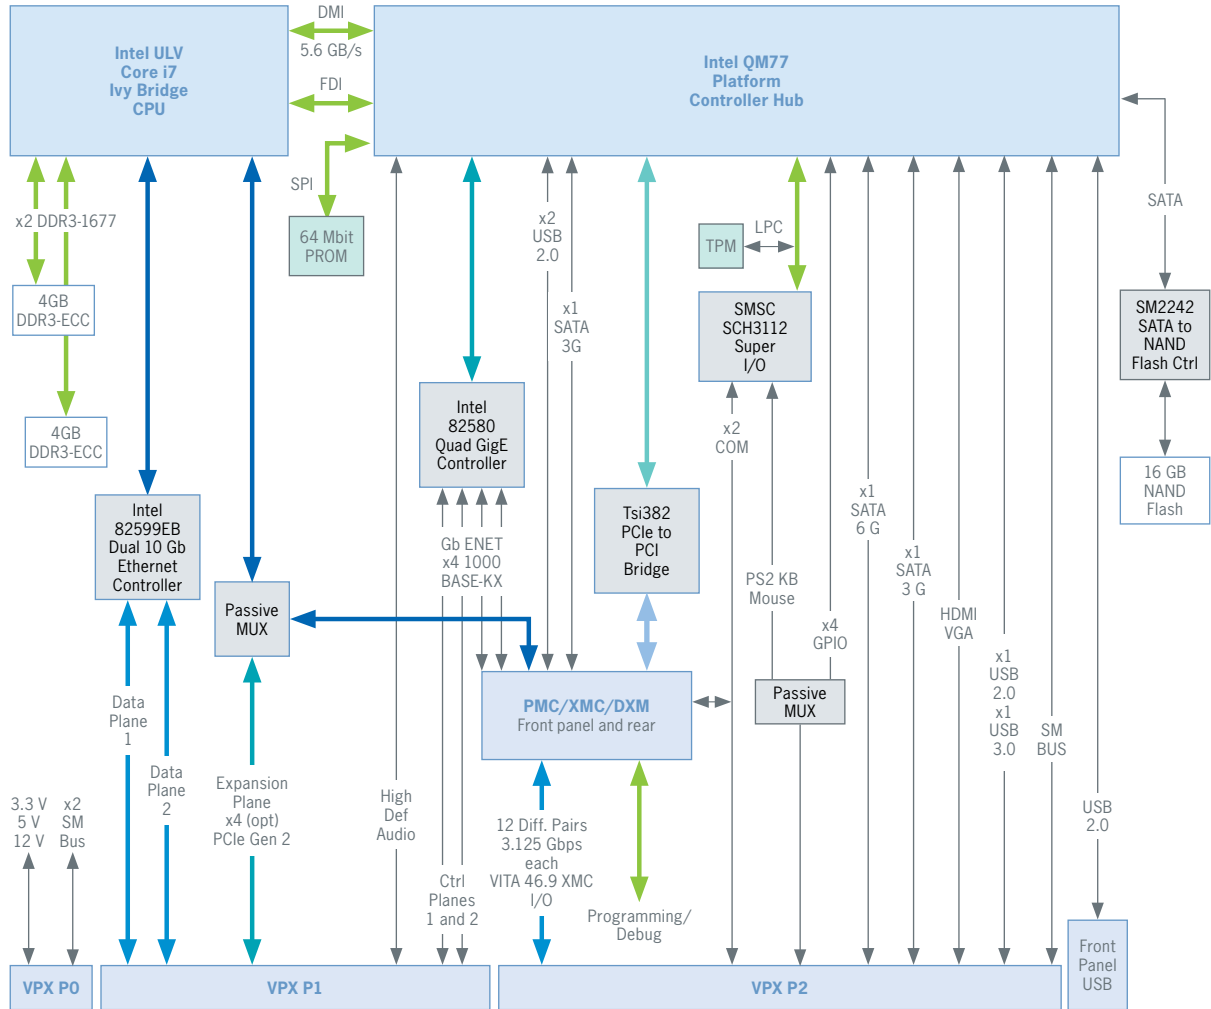 DMI
5.6 GB/s
FDI
SPI
Intel ULV
Core i7
Ivy Bridge
CPU
Intel QM77
Platform
Controller Hub
x2 DDR3-1677
4GB
DDR3-ECC
4GB
DDR3-ECC
64 Mbit
PROM
x2
USB
2.0
x1
SATA
3G
TPM
LPC
SMSC
SCH3112
Super
I/O
SATA
SM2242
SATA to
NAND
Flash Ctrl
16 GB
NAND
Flash
Intel
82580
Quad GigE
Controller
x2
COM
Intel
82599EB
Dual 10 Gb
Ethernet
Controller
Tsi382
PCIe to
PCI
Bridge
Gb ENET
x4 1000
BASE-KX
Passive
MUX
PS2 KB
Mouse
x4
GPIO
x1
SATA
6 G
x1
SATA
3 G
HDMI
VGA
x1
USB
2.0
x1
USB
3.0
SM
BUS
PMC/XMC/DXM
Front panel and rear
Passive
MUX
Data
Plane
1
Data
Plane
2
Expansion
Plane
x4 (opt)
PCIe Gen 2
High
Def
Audio
3.3 V
5 V
12 V
x2
SM
Bus
Ctrl
Planes
1 and 2
12 Diff. Pairs
3.125 Gbps
each
VITA 46.9 XMC
I/O
Programming/
Debug
USB
2.0
Front
Panel
USB
VPX P0
VPX P1
VPX P2